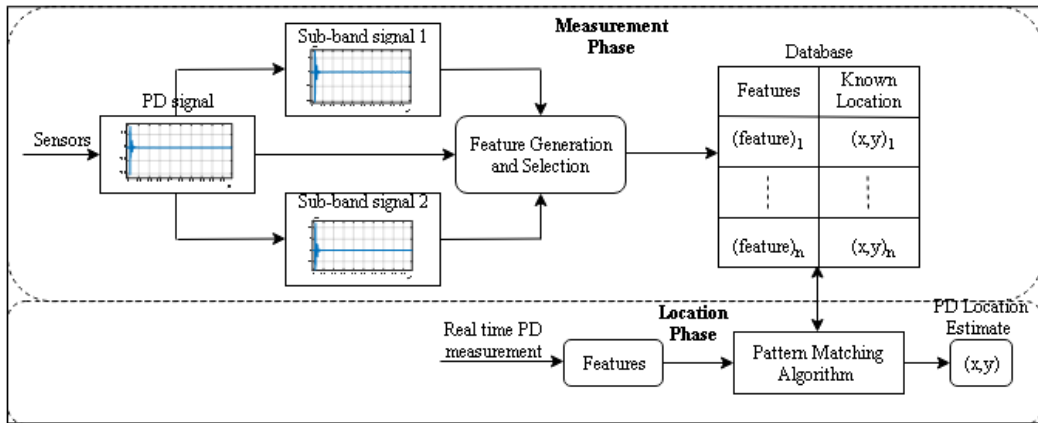 Sub-band signal 1
Measurement
Phase
Database
Features
Known
Location
PD signal
Sensors
Feature Generation
and Selection
(feature)1
(x,y)1
Sub-band signal 2
(feature)n
(x,y)n
Real time PD
measurement
Features
Location
Phase
Pattern Matching
Algorithm
PD Location
Estimate
(x,y)